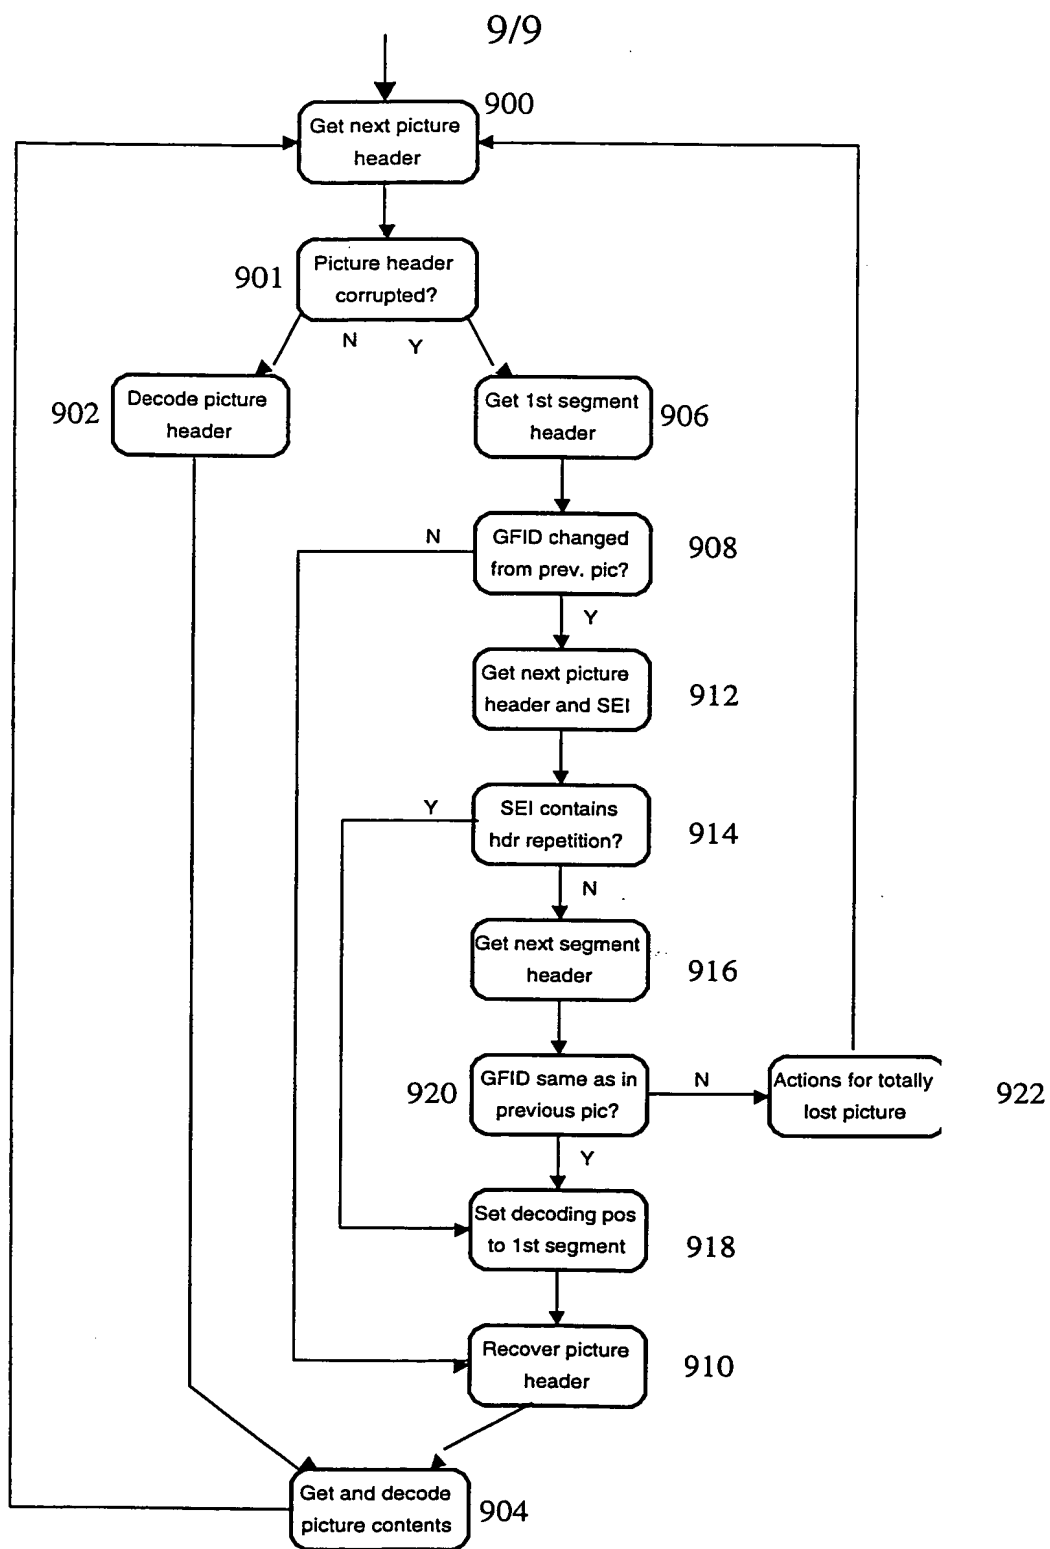 9/9
900
Get next picture
header
901
Picture header
corrupted?
N
Y
902
Decode picture
header
Get 1st segment
header
906
N
GFID changed
from prev. pic?
908
Y
Get next picture
header and SEI
912
Y
SEI contains
hdr repetition?
914
N
Get next segment
header
916
920
GFID same as in
previous pic?
N
Actions for totally
lost picture
922
Y
Set decoding pos
to 1st segment
918
Recover picture
header
910
Get and decode
picture contents
904